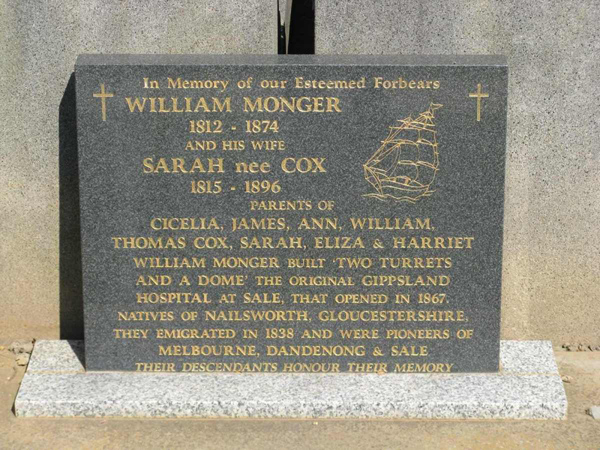 In Memory of our Esteemed Forbears
WILLIAM MONGER
1812 - 1874
AND HIS WIFE
SARAH nee COX
1815 - 1896
PARENTS OF
CICELIA, JAMES, ANN, WILLIAM,
THOMAS COX, SARAH, ELIZA & HARRIET
WILLIAM MONGER BUILT 'TWO TURRETS
AND A DOME' THE ORIGINAL GIPPSLAND
HOSPITAL AT SALE, THAT OPENED IN 1867.
NATIVES OF NAILSWORTH, GLOUCESTERSHIRE,
THEY EMIGRATED IN 1838 AND WERE PIONEERS OF
MELBOURNE, DANDENONG & SALE
THEIR DESCENDANTS HONOUR THEIR MEMORY